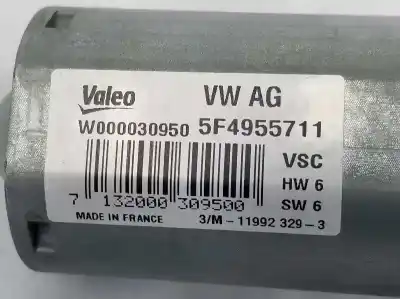 Valeo VW AG
W000030950 5F4955711
VSC
HW 6
7 132000 309500 SW 6
MADE IN FRANCE 3/M-11992 329-3